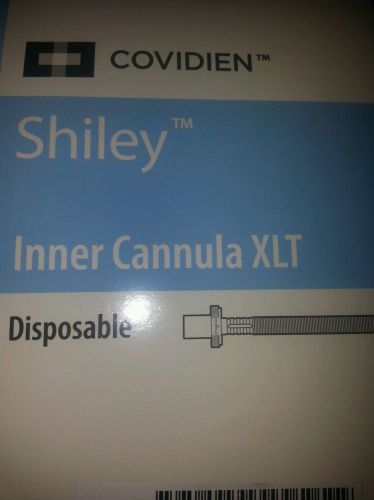 COVIDIEN™
Shiley™
Inner Cannula XLT
Disposable